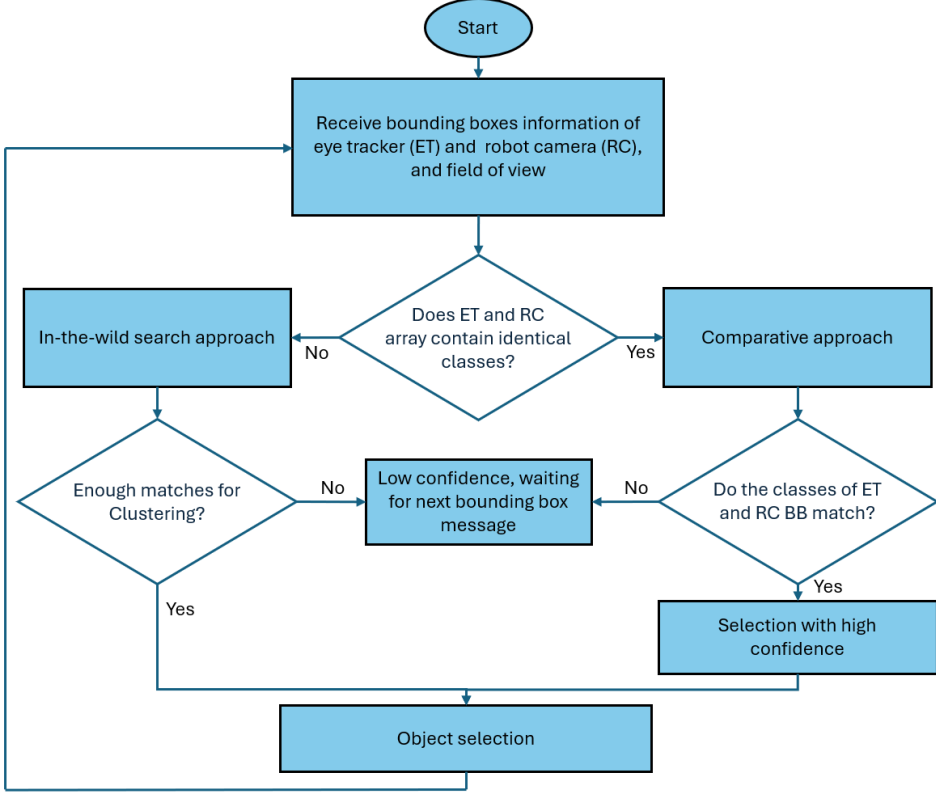 Start
Receive bounding boxes information of
eye tracker (ET) and robot camera (RC),
and field of view
Does ET and RC
array contain identical
classes?
In-the-wild search approach
No
Yes
Comparative approach
Enough matches for
Clustering?
No
Low confidence, waiting
for next bounding box
message
No
Do the classes of ET
and RC BB match?
Yes
Yes
Selection with high
confidence
Object selection